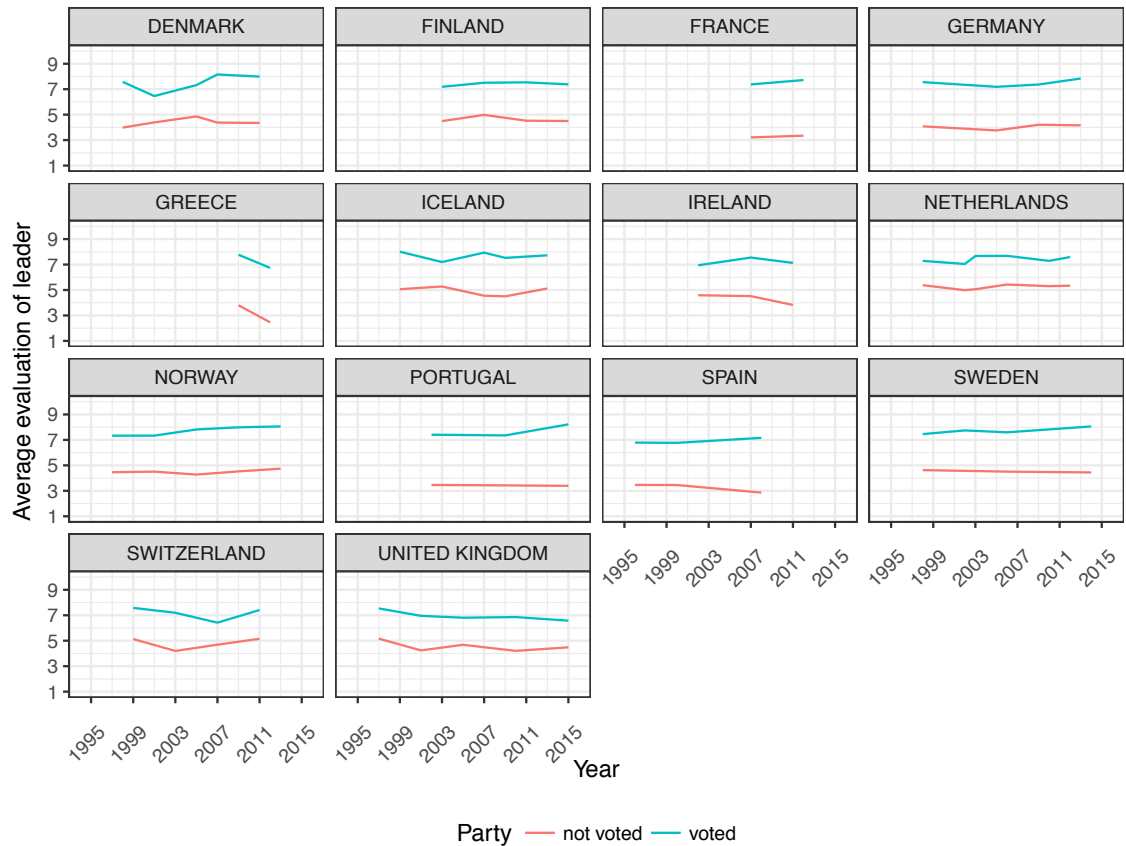 DENMARK FINLAND FRANCE GERMANY
9
7
5
3
1
GREECE ICELAND IRELAND NETHERLANDS
9
7
5
3
1
NORWAY PORTUGAL SPAIN SWEDEN
9
7
5
3
1
1995 1999 2003 2007 2011 2015 1995 1999 2003 2007 2011 2015
SWITZERLAND UNITED KINGDOM
9
7
5
3
1
1995 1999 2003 2007 2011 2015 1995 1999 2003 2007 2011 2015
Average evaluation of leader
Year
Party not voted voted